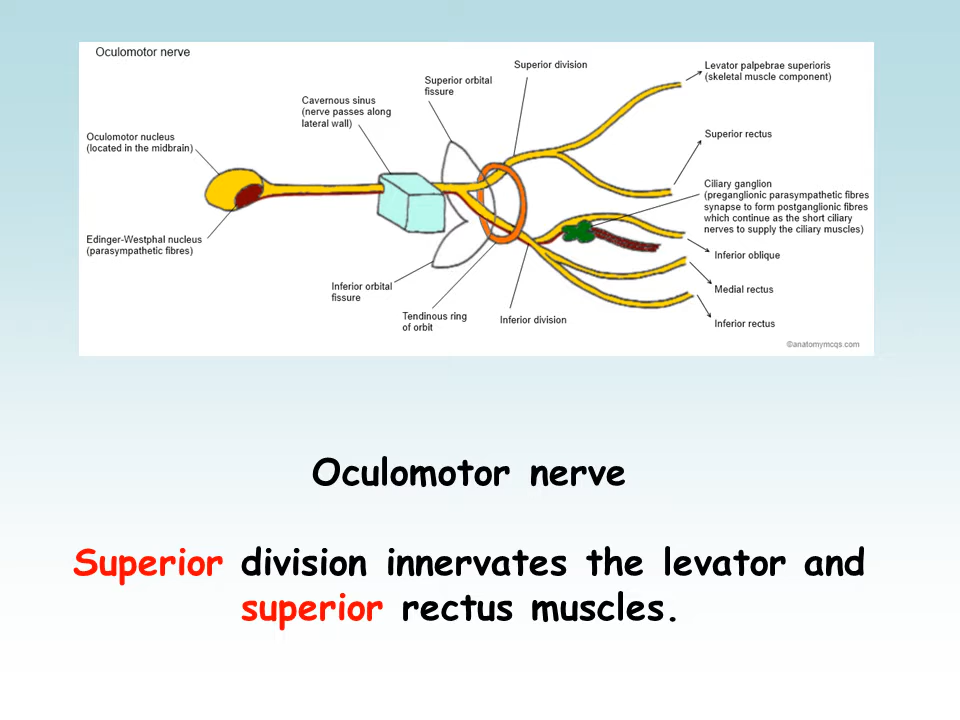 Oculomotor nerve
Superior division
Levator palpebrae superioris
(skeletal muscle component)
Superior orbital
fissure
Cavernous sinus
(nerve passes along
lateral wall)
Oculomotor nucleus
(located in the midbrain)
Superior rectus
Ciliary ganglion
(preganglionic parasympathetic fibres
synapse to form postganglionic fibres
which continue as the short ciliary
nerves to supply the ciliary muscles)
Edinger-Westphal nucleus
(parasympathetic fibres)
Inferior oblique
Inferior orbital
fissure
Medial rectus
Tendinous ring
of orbit
Inferior division
Inferior rectus
©anatomymcqs.com
Oculomotor nerve
Superior division innervates the levator and
superior rectus muscles.